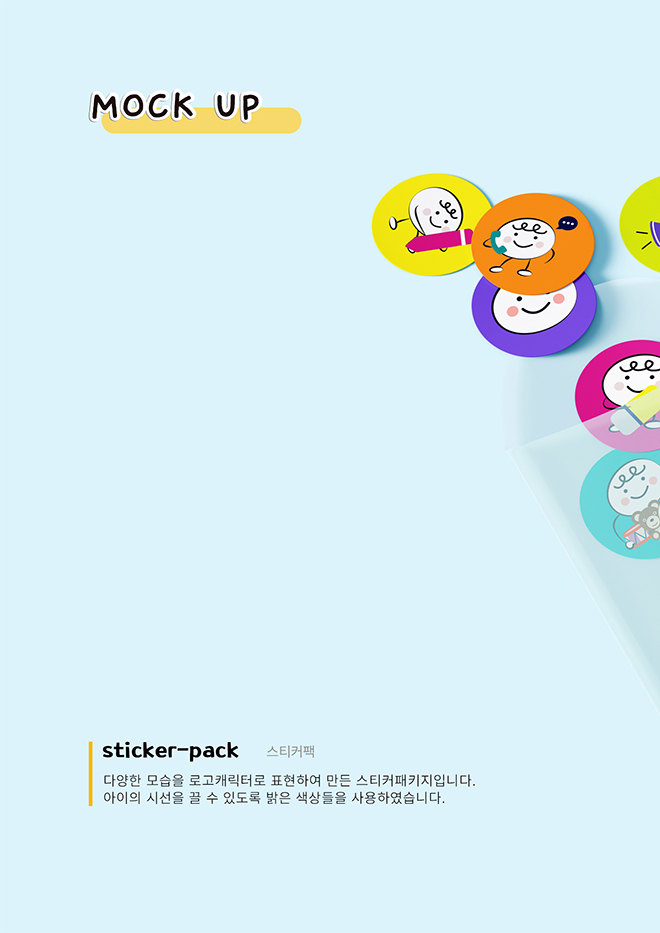 MOCK UP
sticker-pack 스티커팩
다양한 모습을 로고캐릭터로 표현하여 만든 스티커패키지입니다.
아이의 시선을 끌 수 있도록 밝은 색상들을 사용하였습니다.